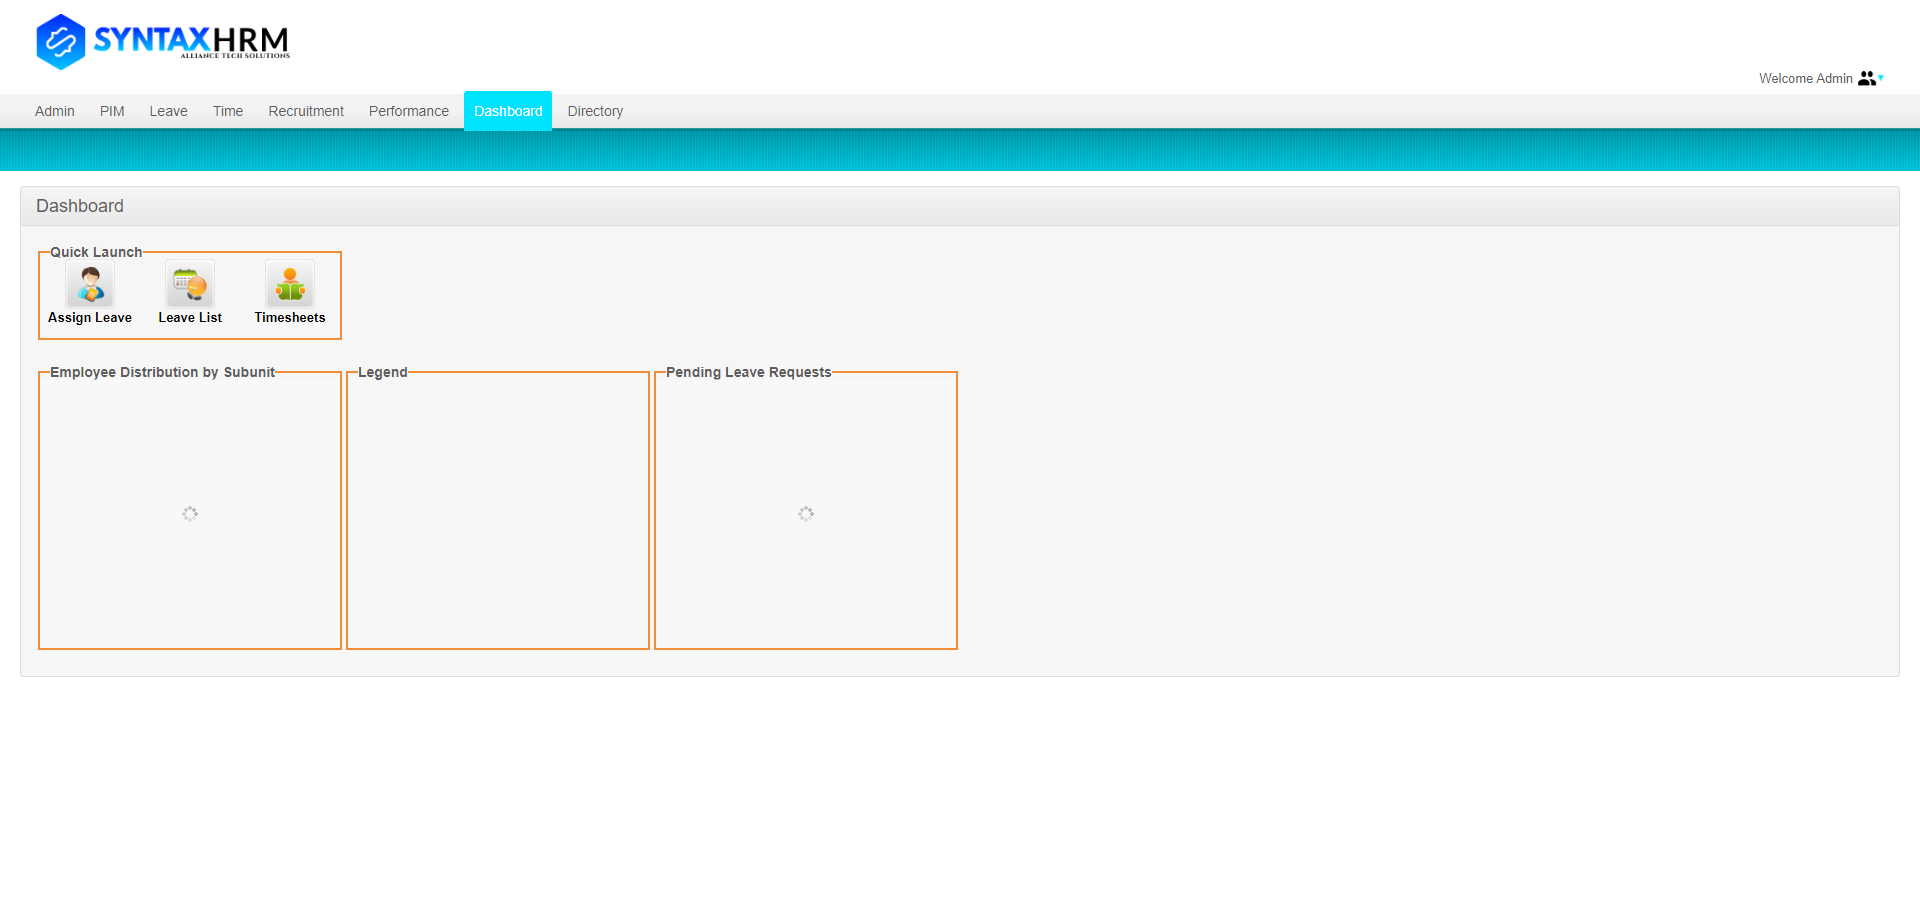 SYNTAXHRM
ALLIANCE TECH SOLUTIONS
Welcome Admin
Admin PIM Leave Time Recruitment Performance Dashboard Directory
Dashboard
Quick Launch
Assign Leave Leave List Timesheets
Employee Distribution by Subunit Legend Pending Leave Requests